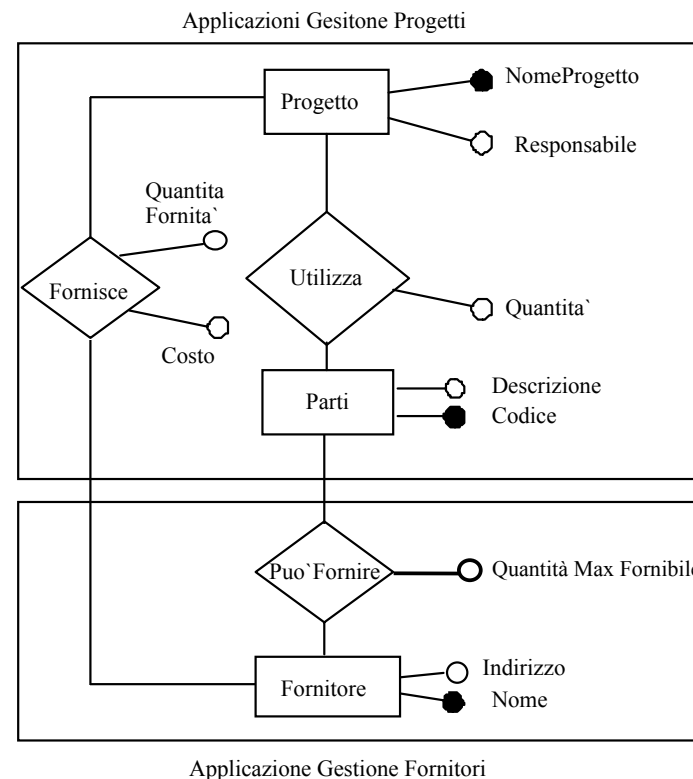 Applicazioni Gesitone Progetti
NomeProgetto
Progetto
Responsabile
Quantita
Fornita`
Utilizza
Fornisce
Quantita`
Costo
Descrizione
Parti
Codice
Puo`Fornire
Quantità Max Fornibile
Indirizzo
Fornitore
Nome
Applicazione Gestione Fornitori